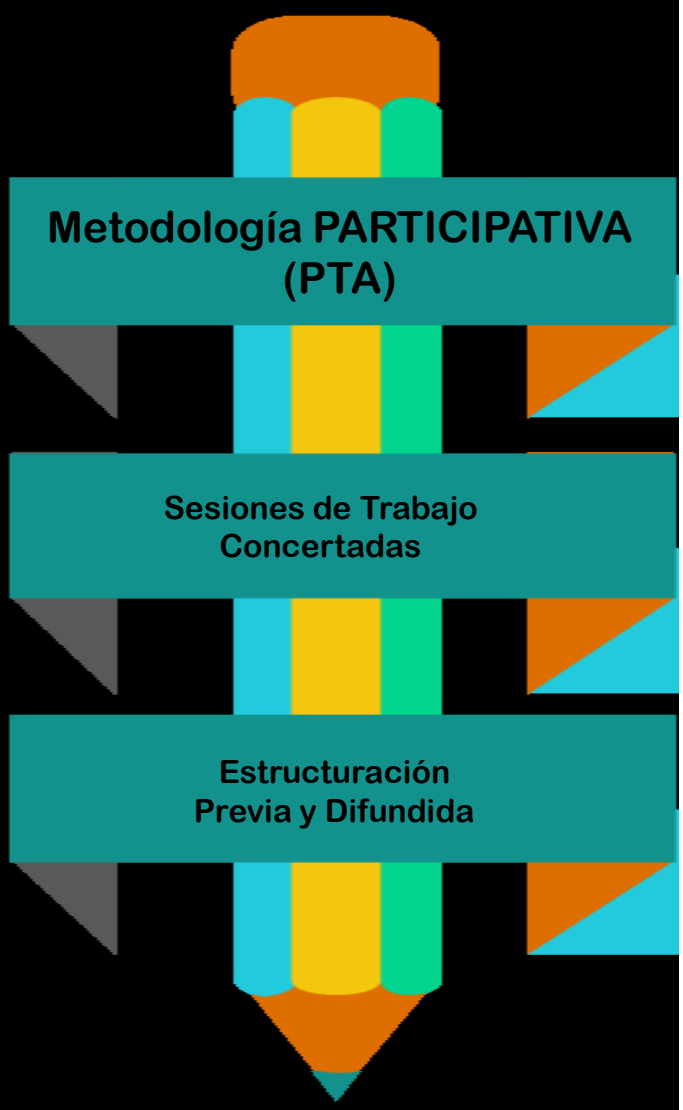 Metodología PARTICIPATIVA
(PTA)
Sesiones de Trabajo
Concertadas
Estructuración
Previa y Difundida